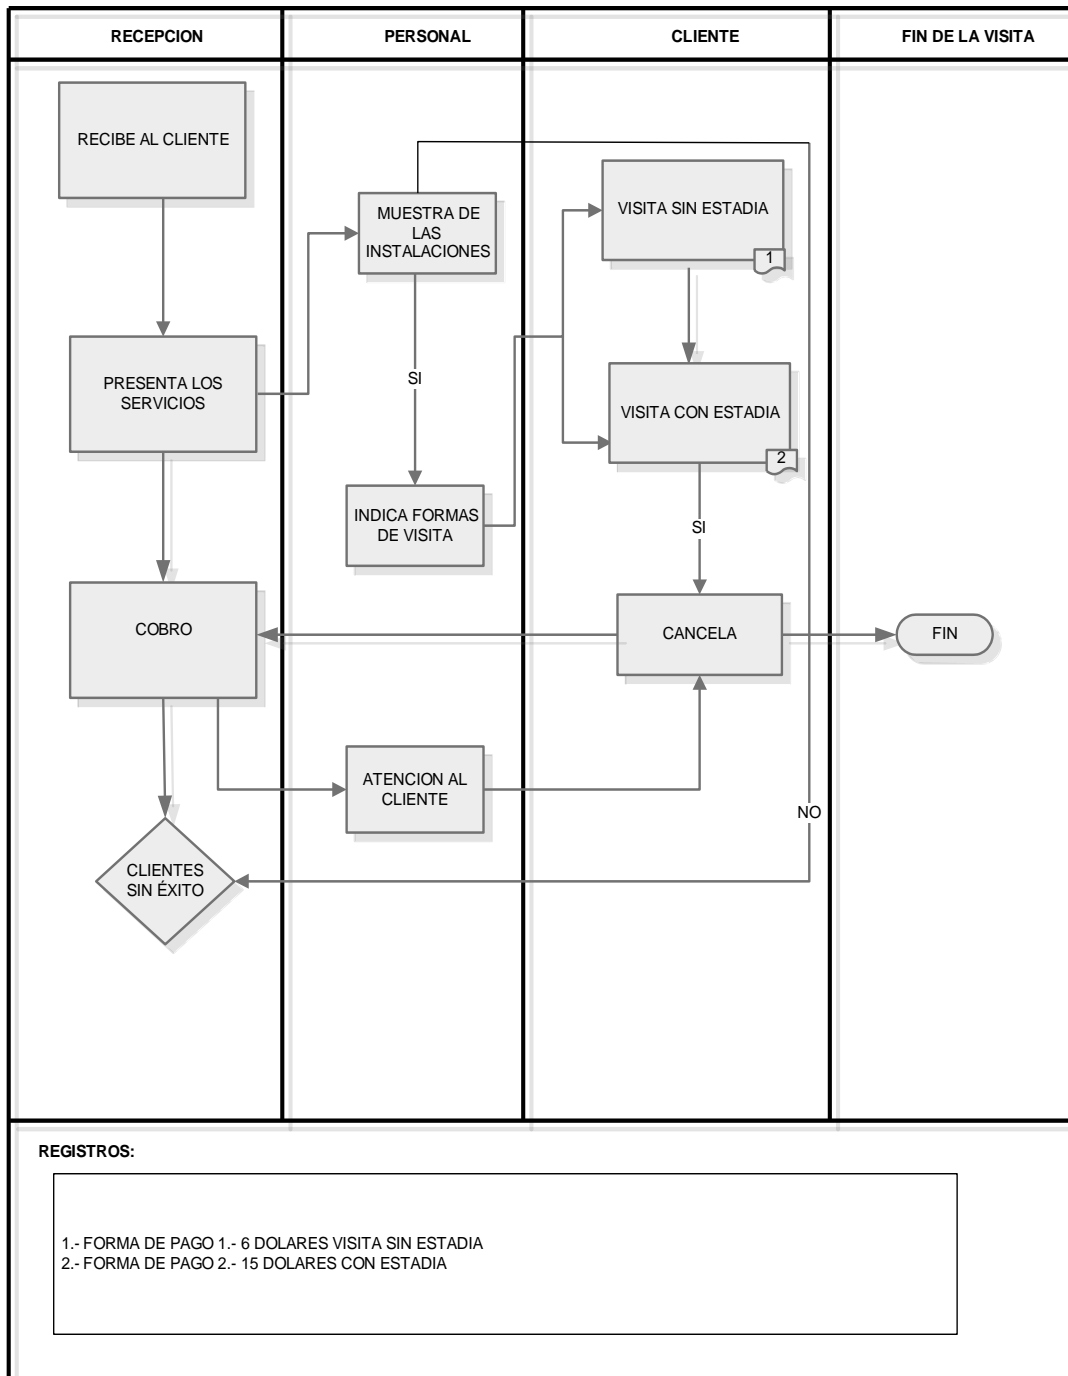 RECEPCION
PERSONAL
CLIENTE
FIN DE LA VISITA
RECIBE AL CLIENTE
MUESTRA DE
LAS
INSTALACIONES
VISITA SIN ESTADIA
1
PRESENTA LOS
SERVICIOS
SI
VISITA CON ESTADIA
2
INDICA FORMAS
DE VISITA
SI
COBRO
CANCELA
FIN
ATENCION AL
CLIENTE
NO
CLIENTES
SIN ÉXITO
REGISTROS:
1.- FORMA DE PAGO 1.- 6 DOLARES VISITA SIN ESTADIA
2.- FORMA DE PAGO 2.- 15 DOLARES CON ESTADIA